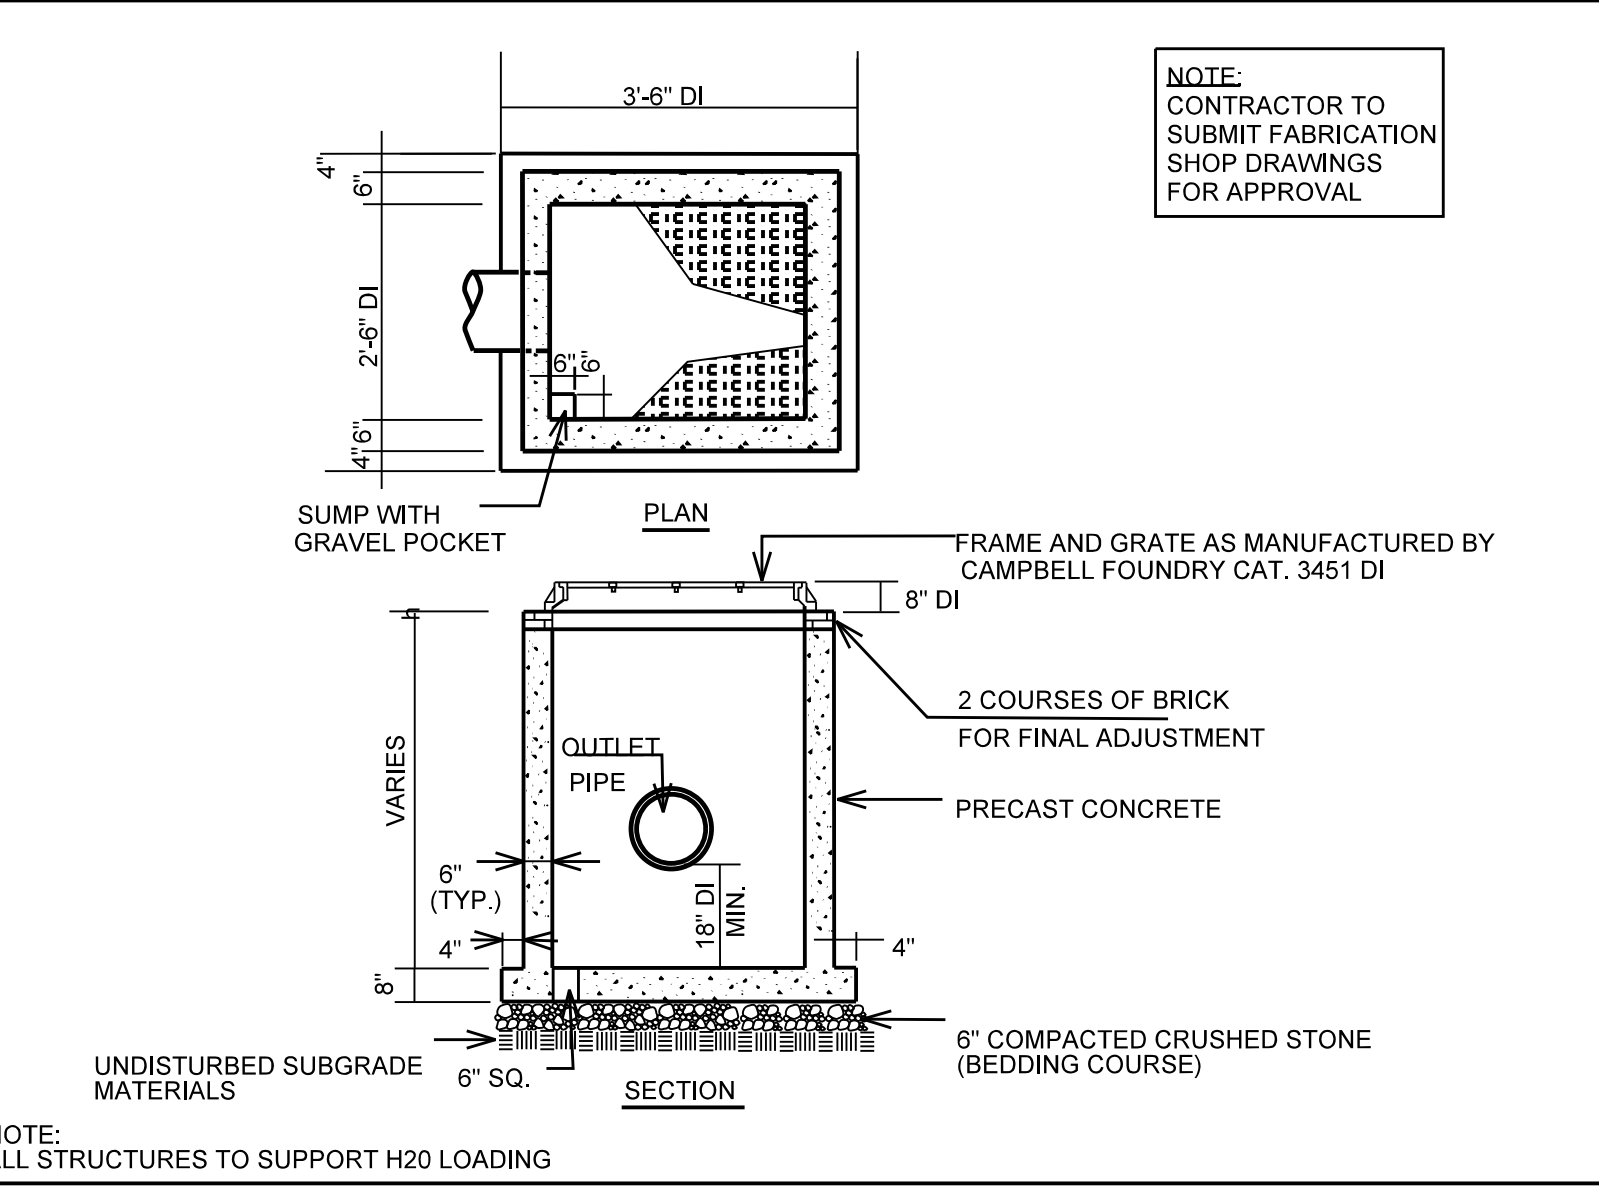 3'-6" DI
NOTE:
CONTRACTOR TO
SUBMIT FABRICATION
SHOP DRAWINGS
FOR APPROVAL
4"
6"
2'-6" DI
6"
6"
6"
4"
SUMP WITH
GRAVEL POCKET
PLAN
FRAME AND GRATE AS MANUFACTURED BY
CAMPBELL FOUNDRY CAT. 3451 DI
8" DI
2 COURSES OF BRICK
FOR FINAL ADJUSTMENT
VARIES
OUTLET
PIPE
PRECAST CONCRETE
6"
(TYP.)
18" DI
MIN.
4"
4"
8"
6" COMPACTED CRUSHED STONE
(BEDDING COURSE)
UNDISTURBED SUBGRADE
MATERIALS
6" SQ.
SECTION
NOTE:
ALL STRUCTURES TO SUPPORT H20 LOADING